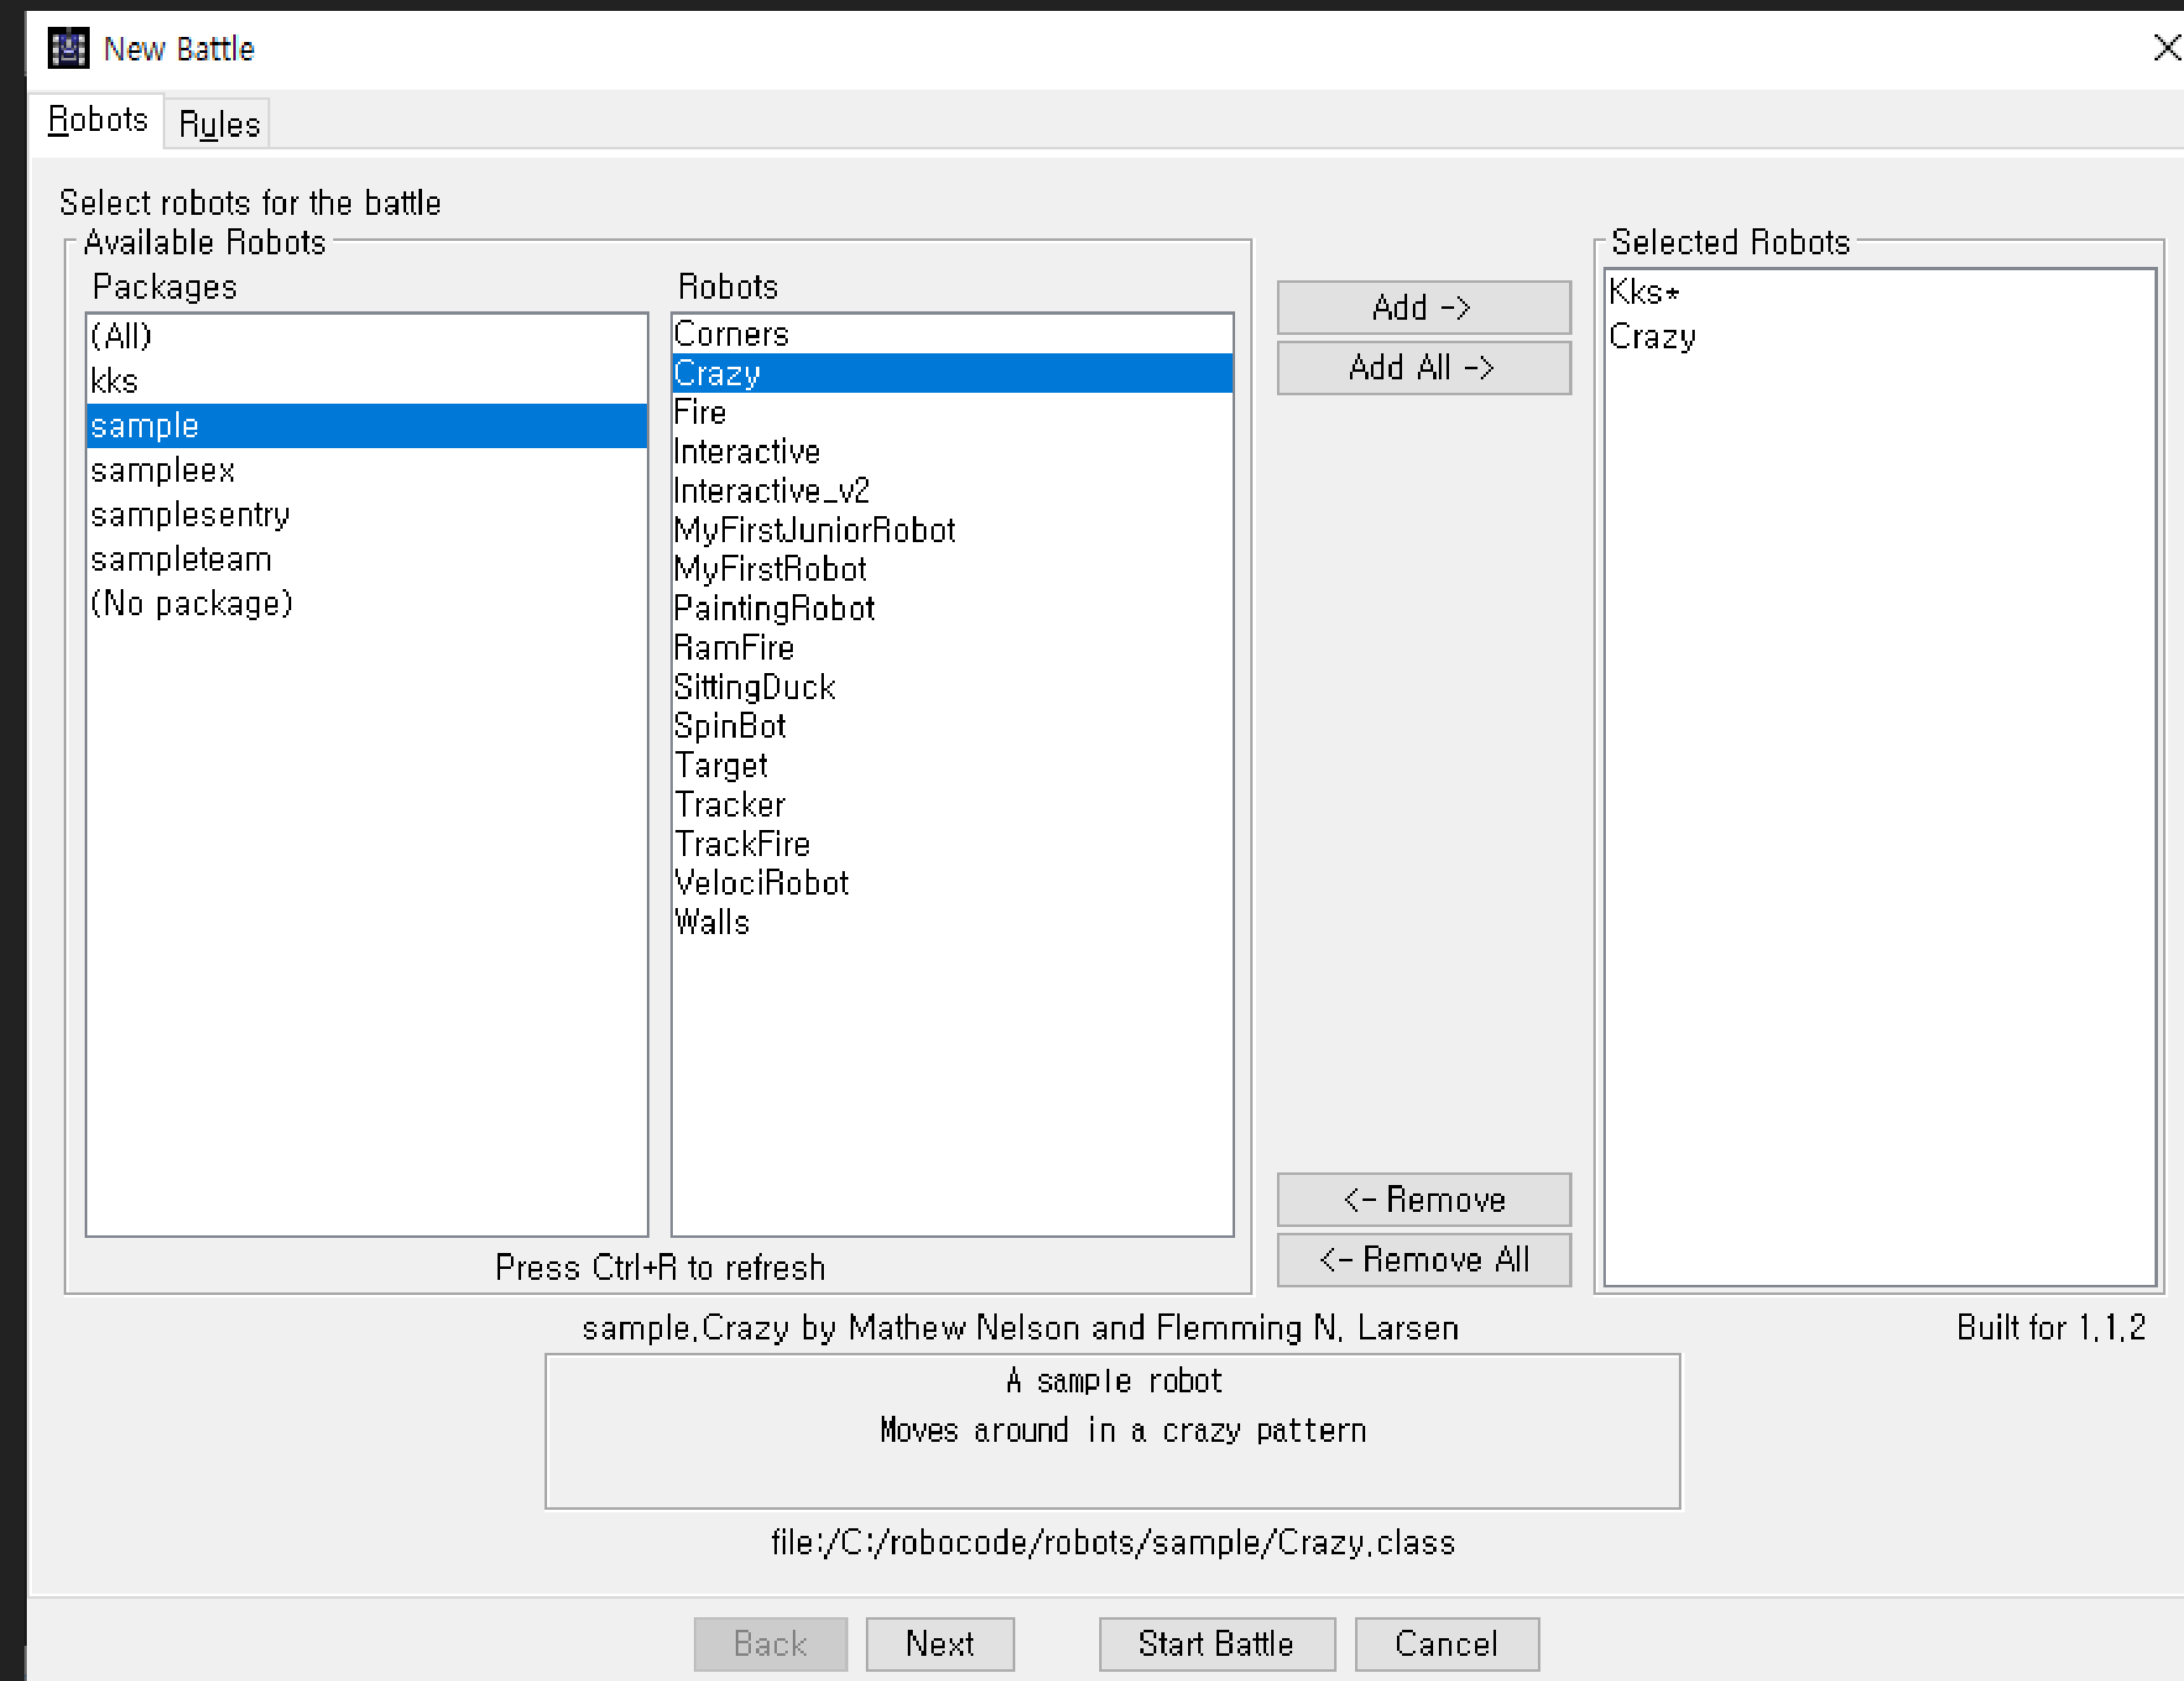 New Battle
Robots
Rules
Select robots for the battle
Available Robots
Packages
(All)
kks
sample
sampleex
samplesentry
sampleteam
(No package)
Robots
Corners
Crazy
Fire
Interactive
Interactive_v2
MyFirstJuniorRobot
MyFirstRobot
PaintingRobot
RamFire
SittingDuck
SpinBot
Target
Tracker
TrackFire
VelociRobot
Walls
Press Ctrl+R to refresh
Add ->
Add All ->
<- Remove
<- Remove All
Selected Robots
Kks*
Crazy
sample.Crazy by Mathew Nelson and Flemming N. Larsen
Built for 1.1.2
A sample robot
Moves around in a crazy pattern
file:/C:/robocode/robots/sample/Crazy.class
Back
Next
Start Battle
Cancel